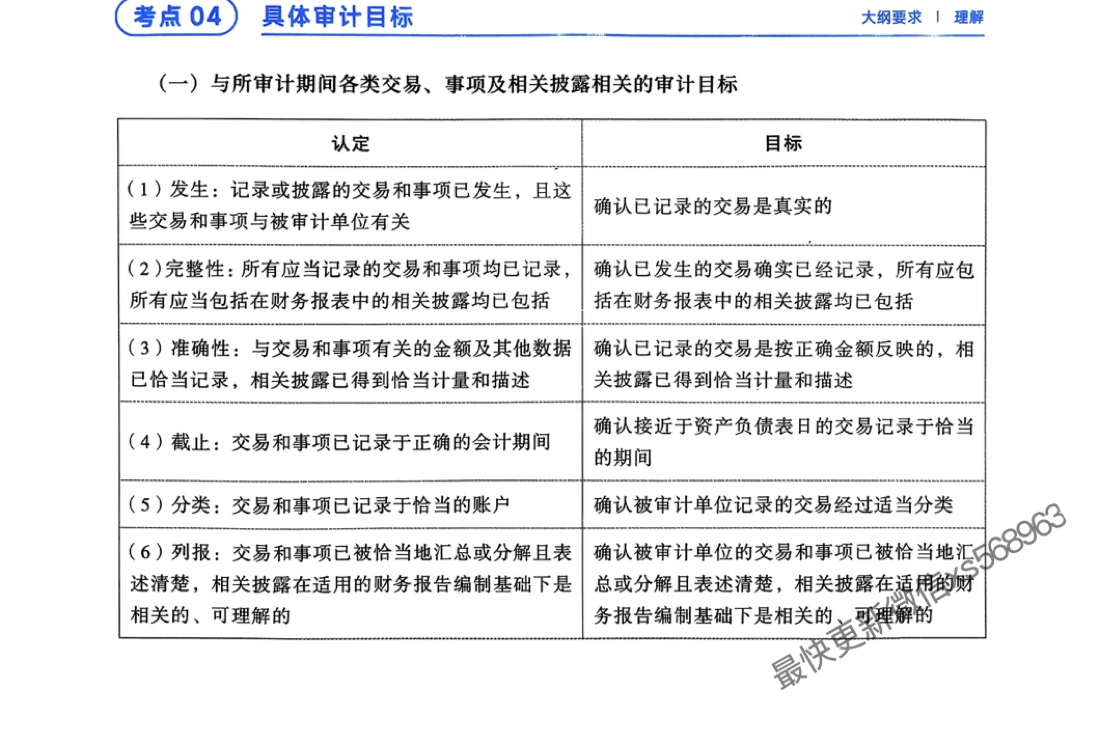 考点 04 具体审计目标 大纲要求 | 理解
（一）与所审计期间各类交易、事项及相关披露相关的审计目标
认定
目标
（1）发生：记录或披露的交易和事项已发生，且这
些交易和事项与被审计单位有关
确认已记录的交易是真实的
（2）完整性：所有应当记录的交易和事项均已记录，
所有应当包括在财务报表中的相关披露均已包括
确认已发生的交易确实已经记录，所有应包
括在财务报表中的相关披露均已包括
（3）准确性：与交易和事项有关的金额及其他数据
已恰当记录，相关披露已得到恰当计量和描述
确认已记录的交易是按正确金额反映的，相
关披露已得到恰当计量和描述
（4）截止：交易和事项已记录于正确的会计期间
确认接近于资产负债表日的交易记录于恰当
的期间
（5）分类：交易和事项已记录于恰当的账户
确认被审计单位记录的交易经过适当分类
（6）列报：交易和事项已被恰当地汇总或分解且表
述清楚，相关披露在适用的财务报告编制基础下是
相关的、可理解的
确认被审计单位的交易和事项已被恰当地汇
总或分解且表述清楚，相关披露在适用的财
务报告编制基础下是相关的、可理解的
最快更新微信xs568963